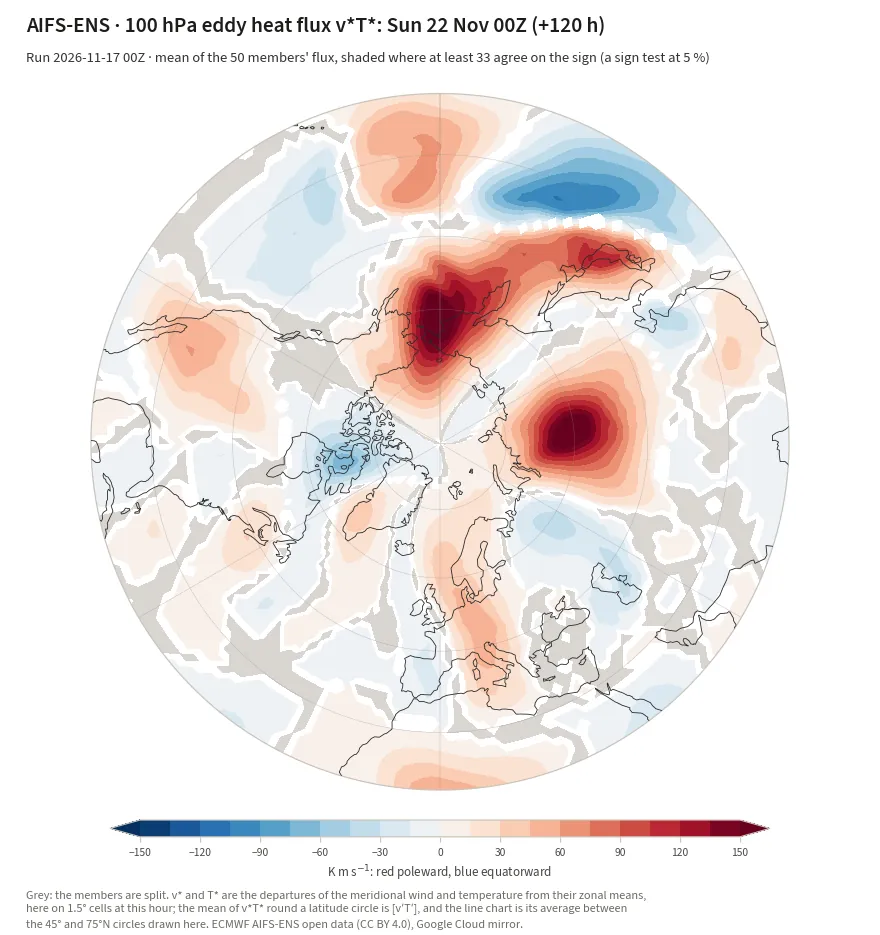 AIFS-ENS · 100 hPa eddy heat flux v*T*: Sun 22 Nov 00Z (+120 h)
Run 2026-11-17 00Z · mean of the 50 members' flux, shaded where at least 33 agree on the sign (a sign test at 5 %)
−150 −120 −90 −60 −30 0 30 60 90 120 150
K m s⁻¹: red poleward, blue equatorward
Grey: the members are split. v* and T* are the departures of the meridional wind and temperature from their zonal means,
here on 1.5° cells at this hour; the mean of v*T* round a latitude circle is [v'T'], and the line chart is its average between
the 45° and 75°N circles drawn here. ECMWF AIFS-ENS open data (CC BY 4.0), Google Cloud mirror.